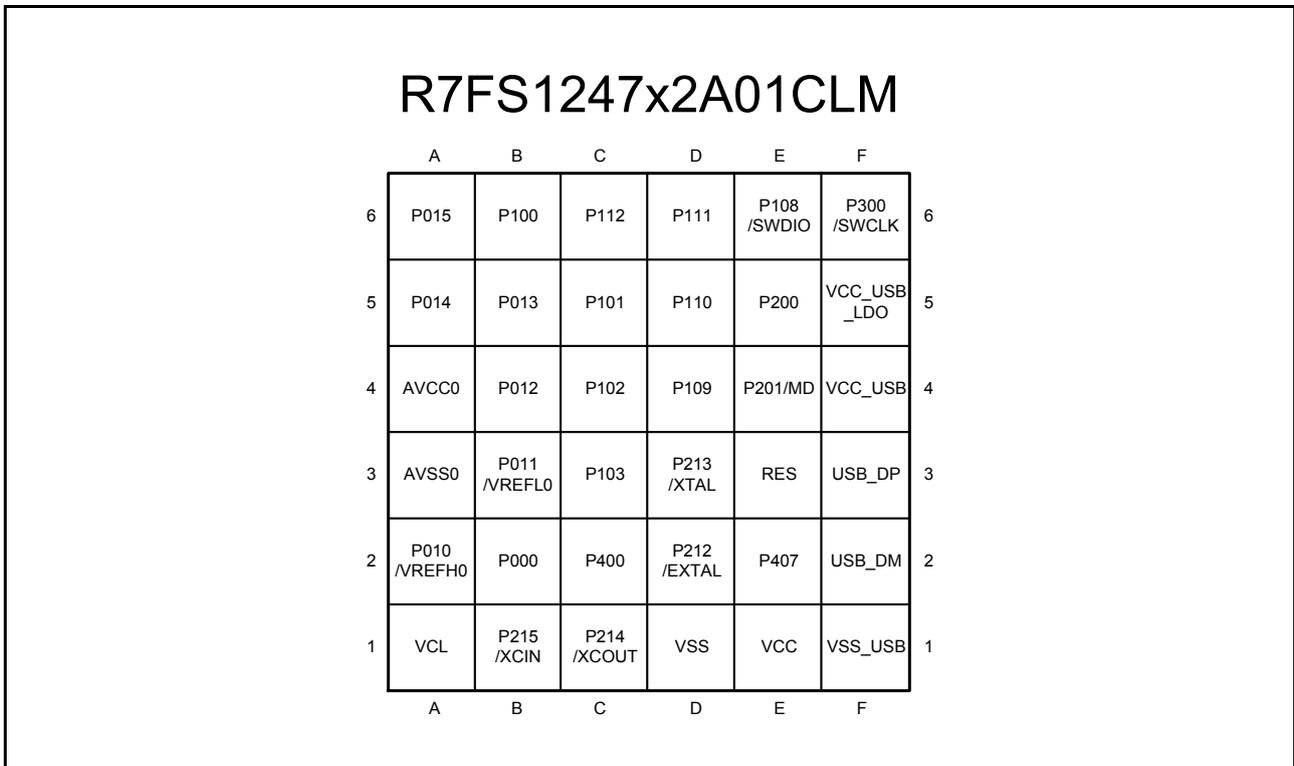 R7FS1247x2A01CLM
A B C D E F
6 P015 P100 P112 P111 P108 /SWDIO P300 /SWCLK 6
5 P014 P013 P101 P110 P200 VCC_USB _LDO 5
4 AVCC0 P012 P102 P109 P201/MD VCC_USB 4
3 AVSS0 P011 /VREFL0 P103 P213 /XTAL RES USB_DP 3
2 P010 /VREFH0 P000 P400 P212 /EXTAL P407 USB_DM 2
1 VCL P215 /XCIN P214 /XCOUT VSS VCC VSS_USB 1
A B C D E F